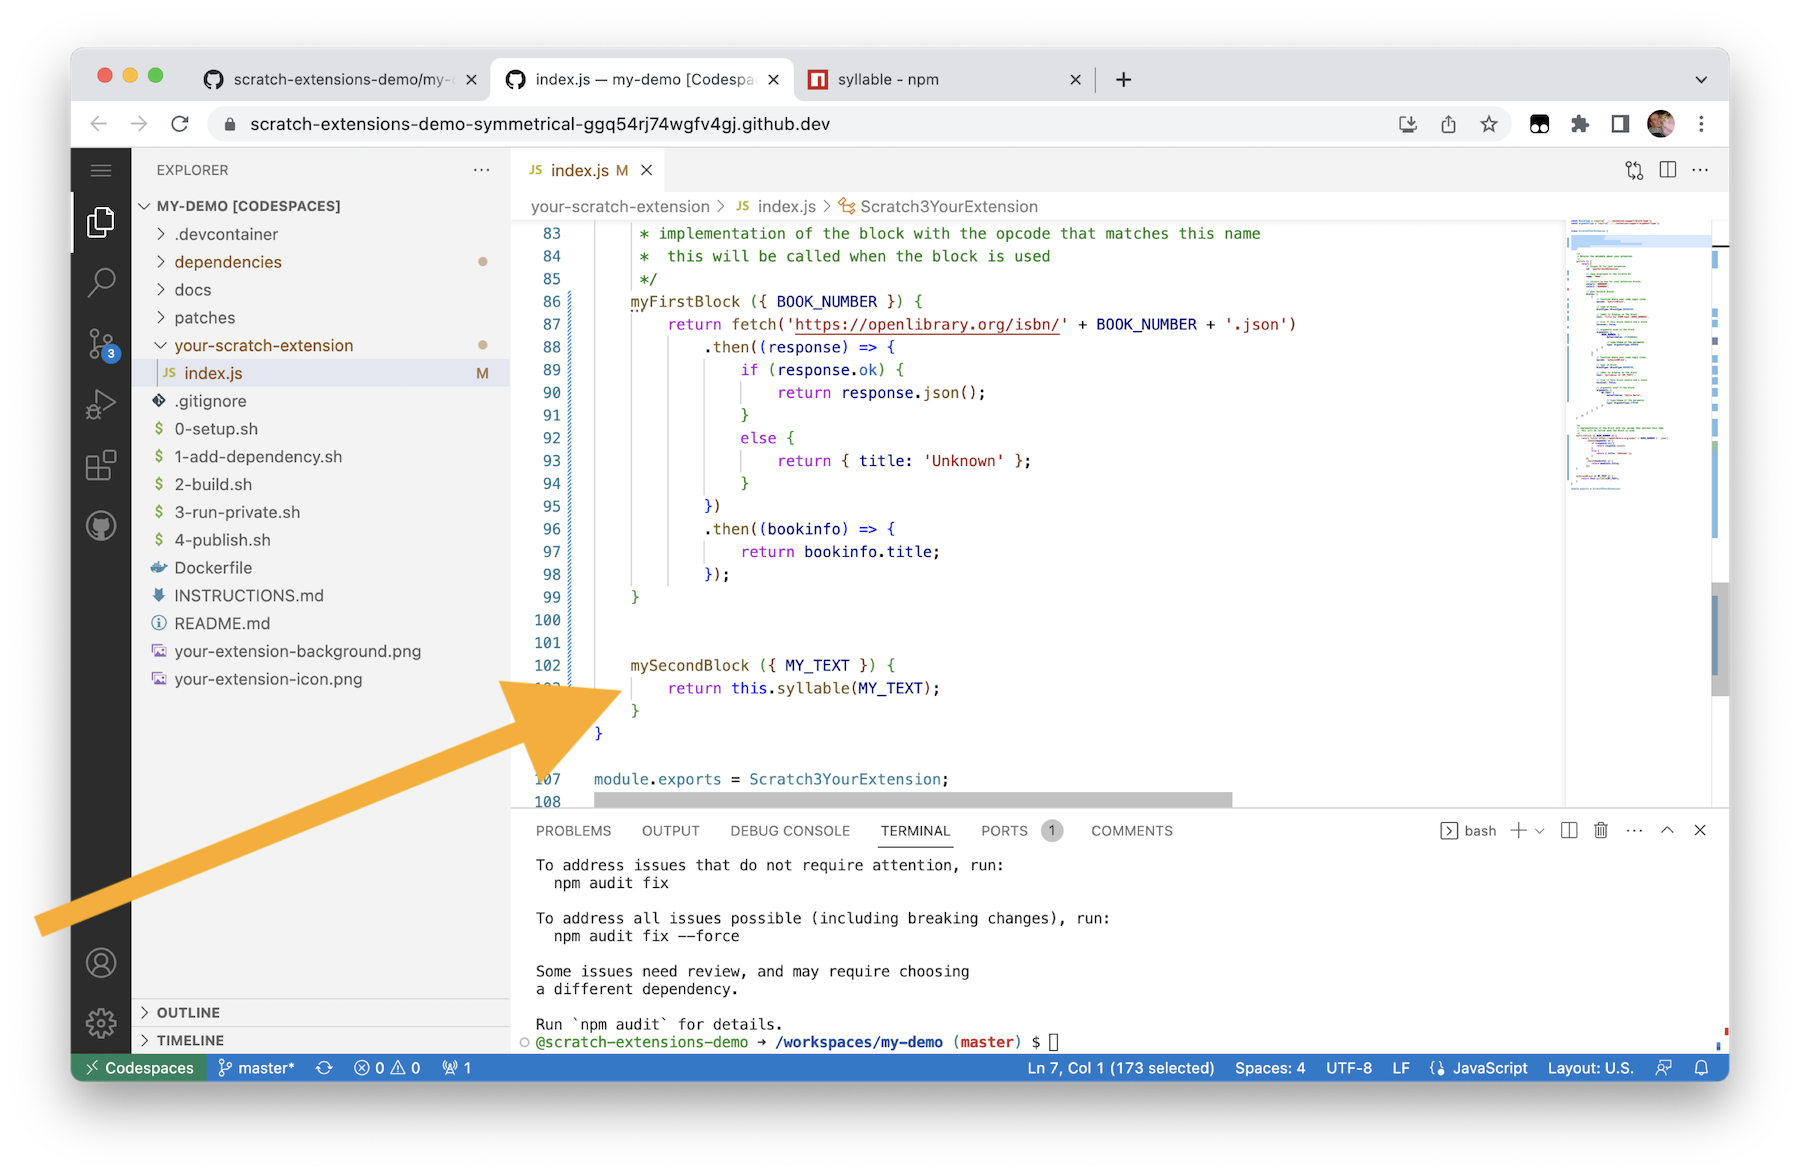 scratch-extensions-demo/my-
index.js — my-demo [Codespa
syllable - npm
scratch-extensions-demo-symmetrical-ggq54rj74wgfv4gj.github.dev
EXPLORER
MY-DEMO [CODESPACES]
.devcontainer
dependencies
docs
patches
your-scratch-extension
JS index.js M
.gitignore
$ 0-setup.sh
$ 1-add-dependency.sh
$ 2-build.sh
$ 3-run-private.sh
$ 4-publish.sh
Dockerfile
INSTRUCTIONS.md
README.md
your-extension-background.png
your-extension-icon.png
OUTLINE
TIMELINE
3
JS index.js M
your-scratch-extension > JS index.js > Scratch3YourExtension
83 * implementation of the block with the opcode that matches this name
84 * this will be called when the block is used
85 */
86 myFirstBlock ({ BOOK_NUMBER }) {
87 return fetch('https://openlibrary.org/isbn/' + BOOK_NUMBER + '.json')
88 .then((response) => {
89 if (response.ok) {
90 return response.json();
91 }
92 else {
93 return { title: 'Unknown' };
94 }
95 })
96 .then((bookinfo) => {
97 return bookinfo.title;
98 });
99 }
100
101
102 mySecondBlock ({ MY_TEXT }) {
return this.syllable(MY_TEXT);
}
}
107 module.exports = Scratch3YourExtension;
108
PROBLEMS OUTPUT DEBUG CONSOLE TERMINAL PORTS 1 COMMENTS
bash
To address issues that do not require attention, run:
npm audit fix
To address all issues possible (including breaking changes), run:
npm audit fix --force
Some issues need review, and may require choosing
a different dependency.
Run `npm audit` for details.
@scratch-extensions-demo ➜ /workspaces/my-demo (master) $
Codespaces master* 0 0 1 Ln 7, Col 1 (173 selected) Spaces: 4 UTF-8 LF JavaScript Layout: U.S.